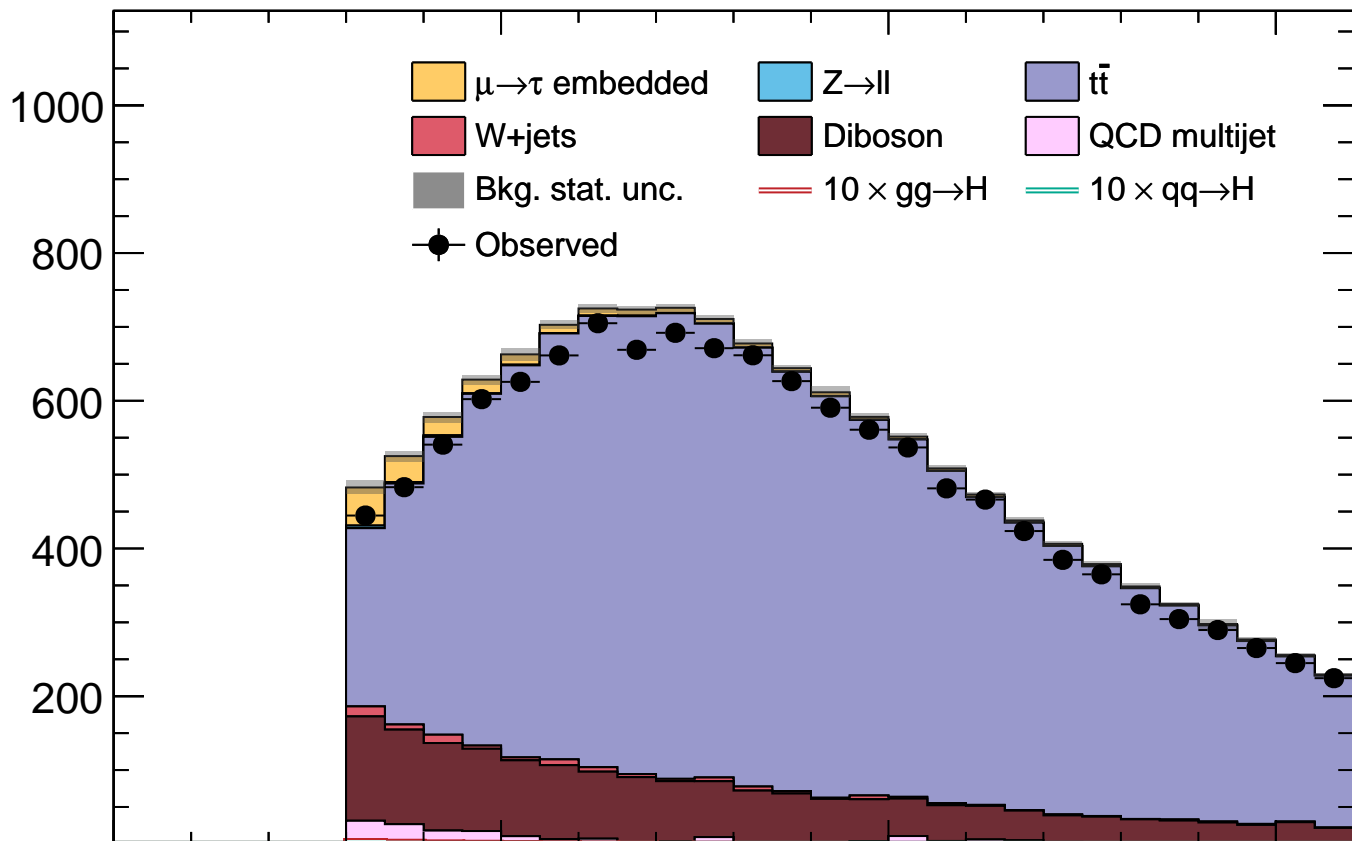 1000
800
600
400
200
μ→τ embedded Z→ll tt̄
W+jets Diboson QCD multijet
Bkg. stat. unc. 10 × gg→H 10 × qq→H
Observed